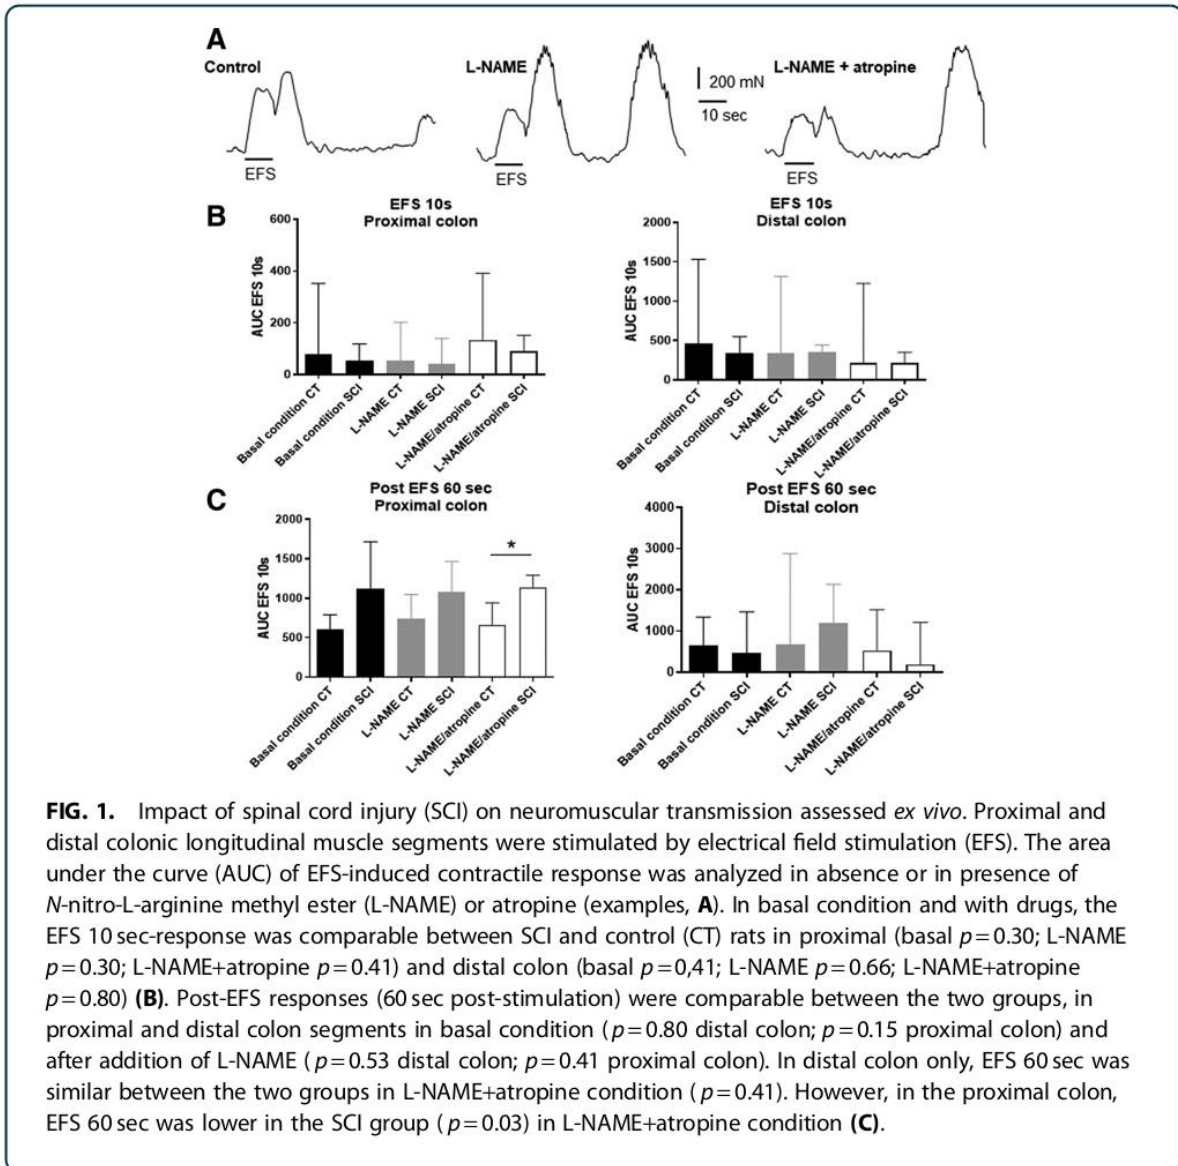 A
Control
L-NAME
L-NAME + atropine
200 mN
10 sec
EFS
EFS
EFS
B
EFS 10s
Proximal colon
AUC EFS 10s
600
400
200
0
Basal condition CT
Basal condition SCI
L-NAME CT
L-NAME SCI
L-NAME/atropine CT
L-NAME/atropine SCI
EFS 10s
Distal colon
AUC EFS 10s
2000
1500
1000
500
0
Basal condition CT
Basal condition SCI
L-NAME CT
L-NAME SCI
L-NAME/atropine CT
L-NAME/atropine SCI
C
Post EFS 60 sec
Proximal colon
AUC EFS 10s
2000
1500
1000
500
0
*
Basal condition CT
Basal condition SCI
L-NAME CT
L-NAME SCI
L-NAME/atropine CT
L-NAME/atropine SCI
Post EFS 60 sec
Distal colon
AUC EFS 10s
4000
3000
2000
1000
0
Basal condition CT
Basal condition SCI
L-NAME CT
L-NAME SCI
L-NAME/atropine CT
L-NAME/atropine SCI
FIG. 1. Impact of spinal cord injury (SCI) on neuromuscular transmission assessed ex vivo. Proximal and
distal colonic longitudinal muscle segments were stimulated by electrical field stimulation (EFS). The area
under the curve (AUC) of EFS-induced contractile response was analyzed in absence or in presence of
N-nitro-L-arginine methyl ester (L-NAME) or atropine (examples, A). In basal condition and with drugs, the
EFS 10 sec-response was comparable between SCI and control (CT) rats in proximal (basal p = 0.30; L-NAME
p = 0.30; L-NAME+atropine p = 0.41) and distal colon (basal p = 0,41; L-NAME p = 0.66; L-NAME+atropine
p = 0.80) (B). Post-EFS responses (60 sec post-stimulation) were comparable between the two groups, in
proximal and distal colon segments in basal condition (p = 0.80 distal colon; p = 0.15 proximal colon) and
after addition of L-NAME (p = 0.53 distal colon; p = 0.41 proximal colon). In distal colon only, EFS 60 sec was
similar between the two groups in L-NAME+atropine condition (p = 0.41). However, in the proximal colon,
EFS 60 sec was lower in the SCI group (p = 0.03) in L-NAME+atropine condition (C).